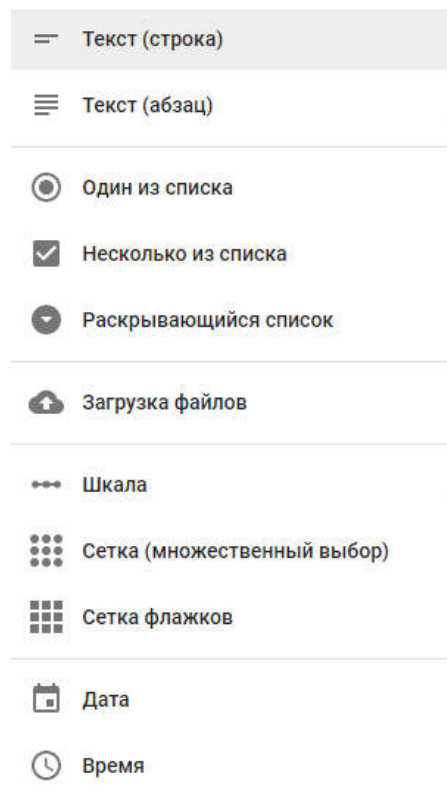 Текст (строка)
Текст (абзац)
Один из списка
Несколько из списка
Раскрывающийся список
Загрузка файлов
Шкала
Сетка (множественный выбор)
Сетка флажков
Дата
Время